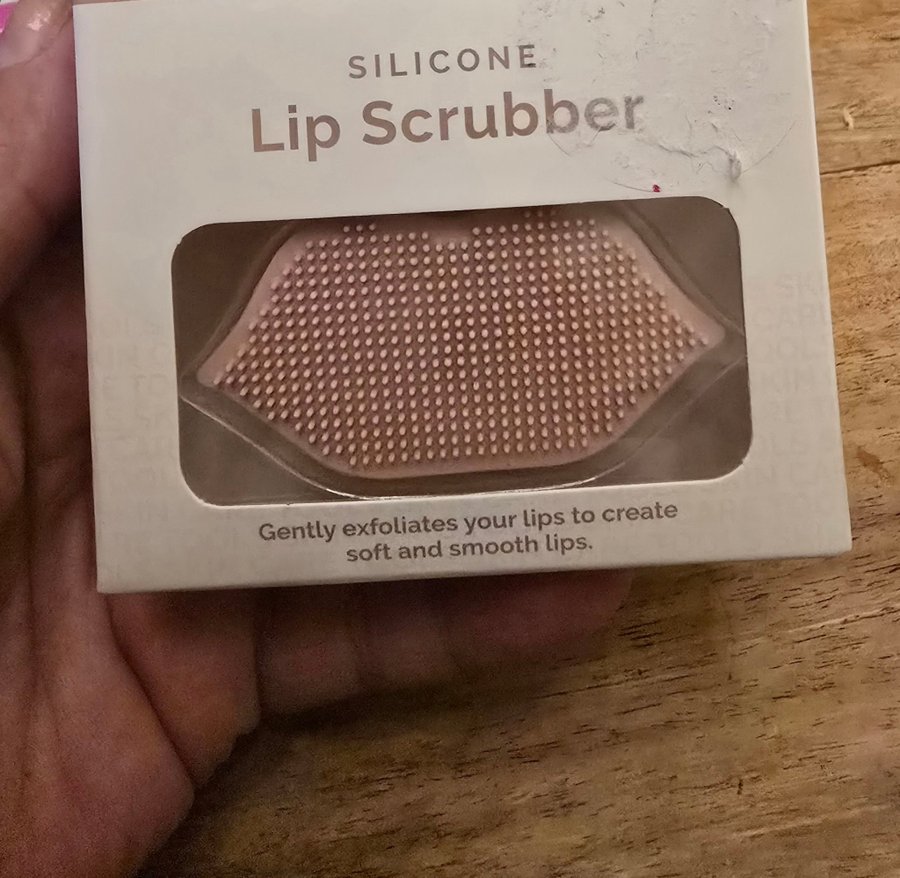 SILICONE
Lip Scrubber
Gently exfoliates your lips to create
soft and smooth lips.